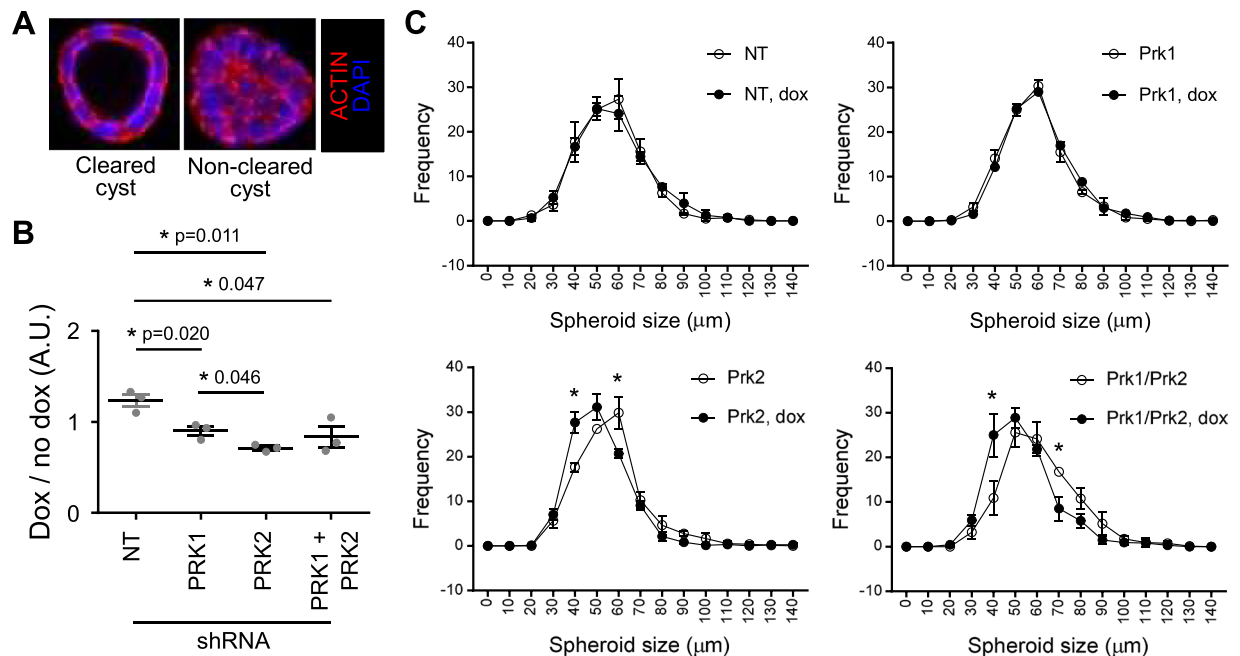 A
Cleared
cyst
Non-cleared
cyst
ACTIN
DAPI
B
* p=0.011
* 0.047
* p=0.020
* 0.046
Dox / no dox (A.U.)
2
1
0
NT
PRK1
PRK2
PRK1 +
PRK2
shRNA
C
Frequency
40
30
20
10
0
-10
NT
NT, dox
0 10 20 30 40 50 60 70 80 90 100 110 120 130 140
Spheroid size (μm)
Frequency
40
30
20
10
0
-10
Prk1
Prk1, dox
0 10 20 30 40 50 60 70 80 90 100 110 120 130 140
Spheroid size (μm)
Frequency
40
30
20
10
0
-10
* *
Prk2
Prk2, dox
0 10 20 30 40 50 60 70 80 90 100 110 120 130 140
Spheroid size (μm)
Frequency
40
30
20
10
0
-10
*
*
Prk1/Prk2
Prk1/Prk2, dox
0 10 20 30 40 50 60 70 80 90 100 110 120 130 140
Spheroid size (μm)